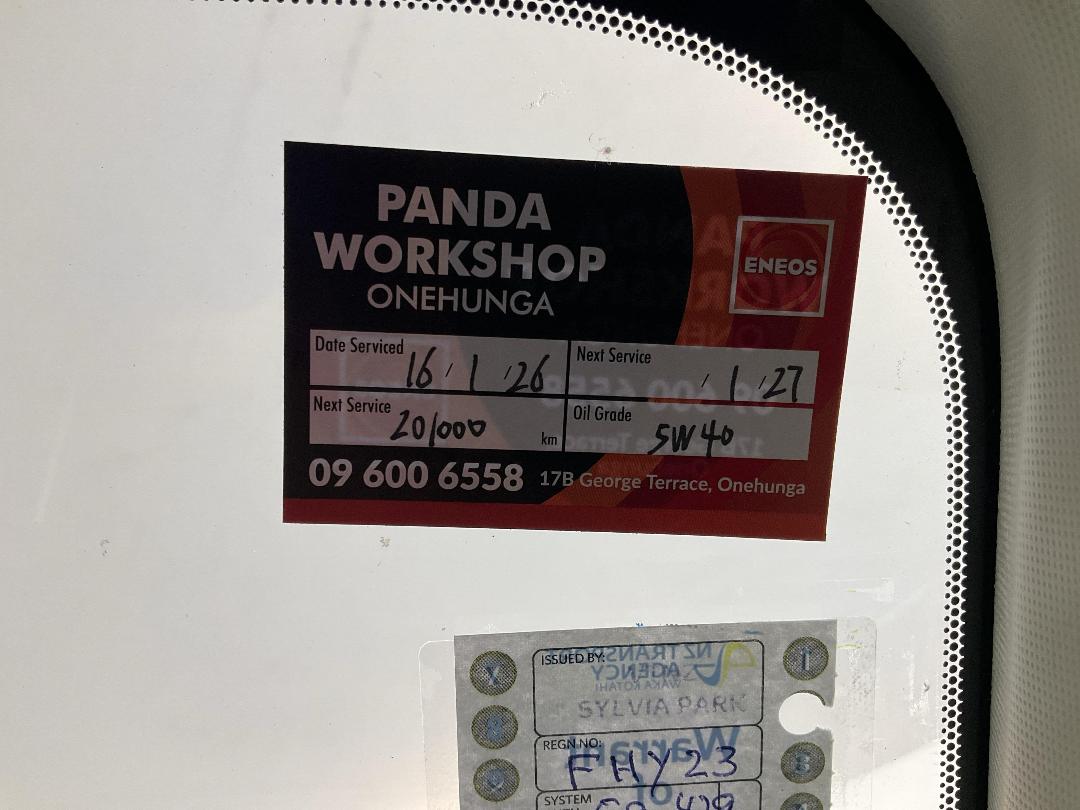 PANDA
WORKSHOP
ONEHUNGA
ENEOS
Date Serviced 16 / 1 / 26
Next Service / 1 / 27
Next Service 20/000 km
Oil Grade 5W40
09 600 6558 17B George Terrace, Onehunga
ISSUED BY:
NZ TRANSPORT
AGENCY
WAKA KOTAHI
SYLVIA PARK
REGN NO:
Warrant
FHY23
of
SYSTEM